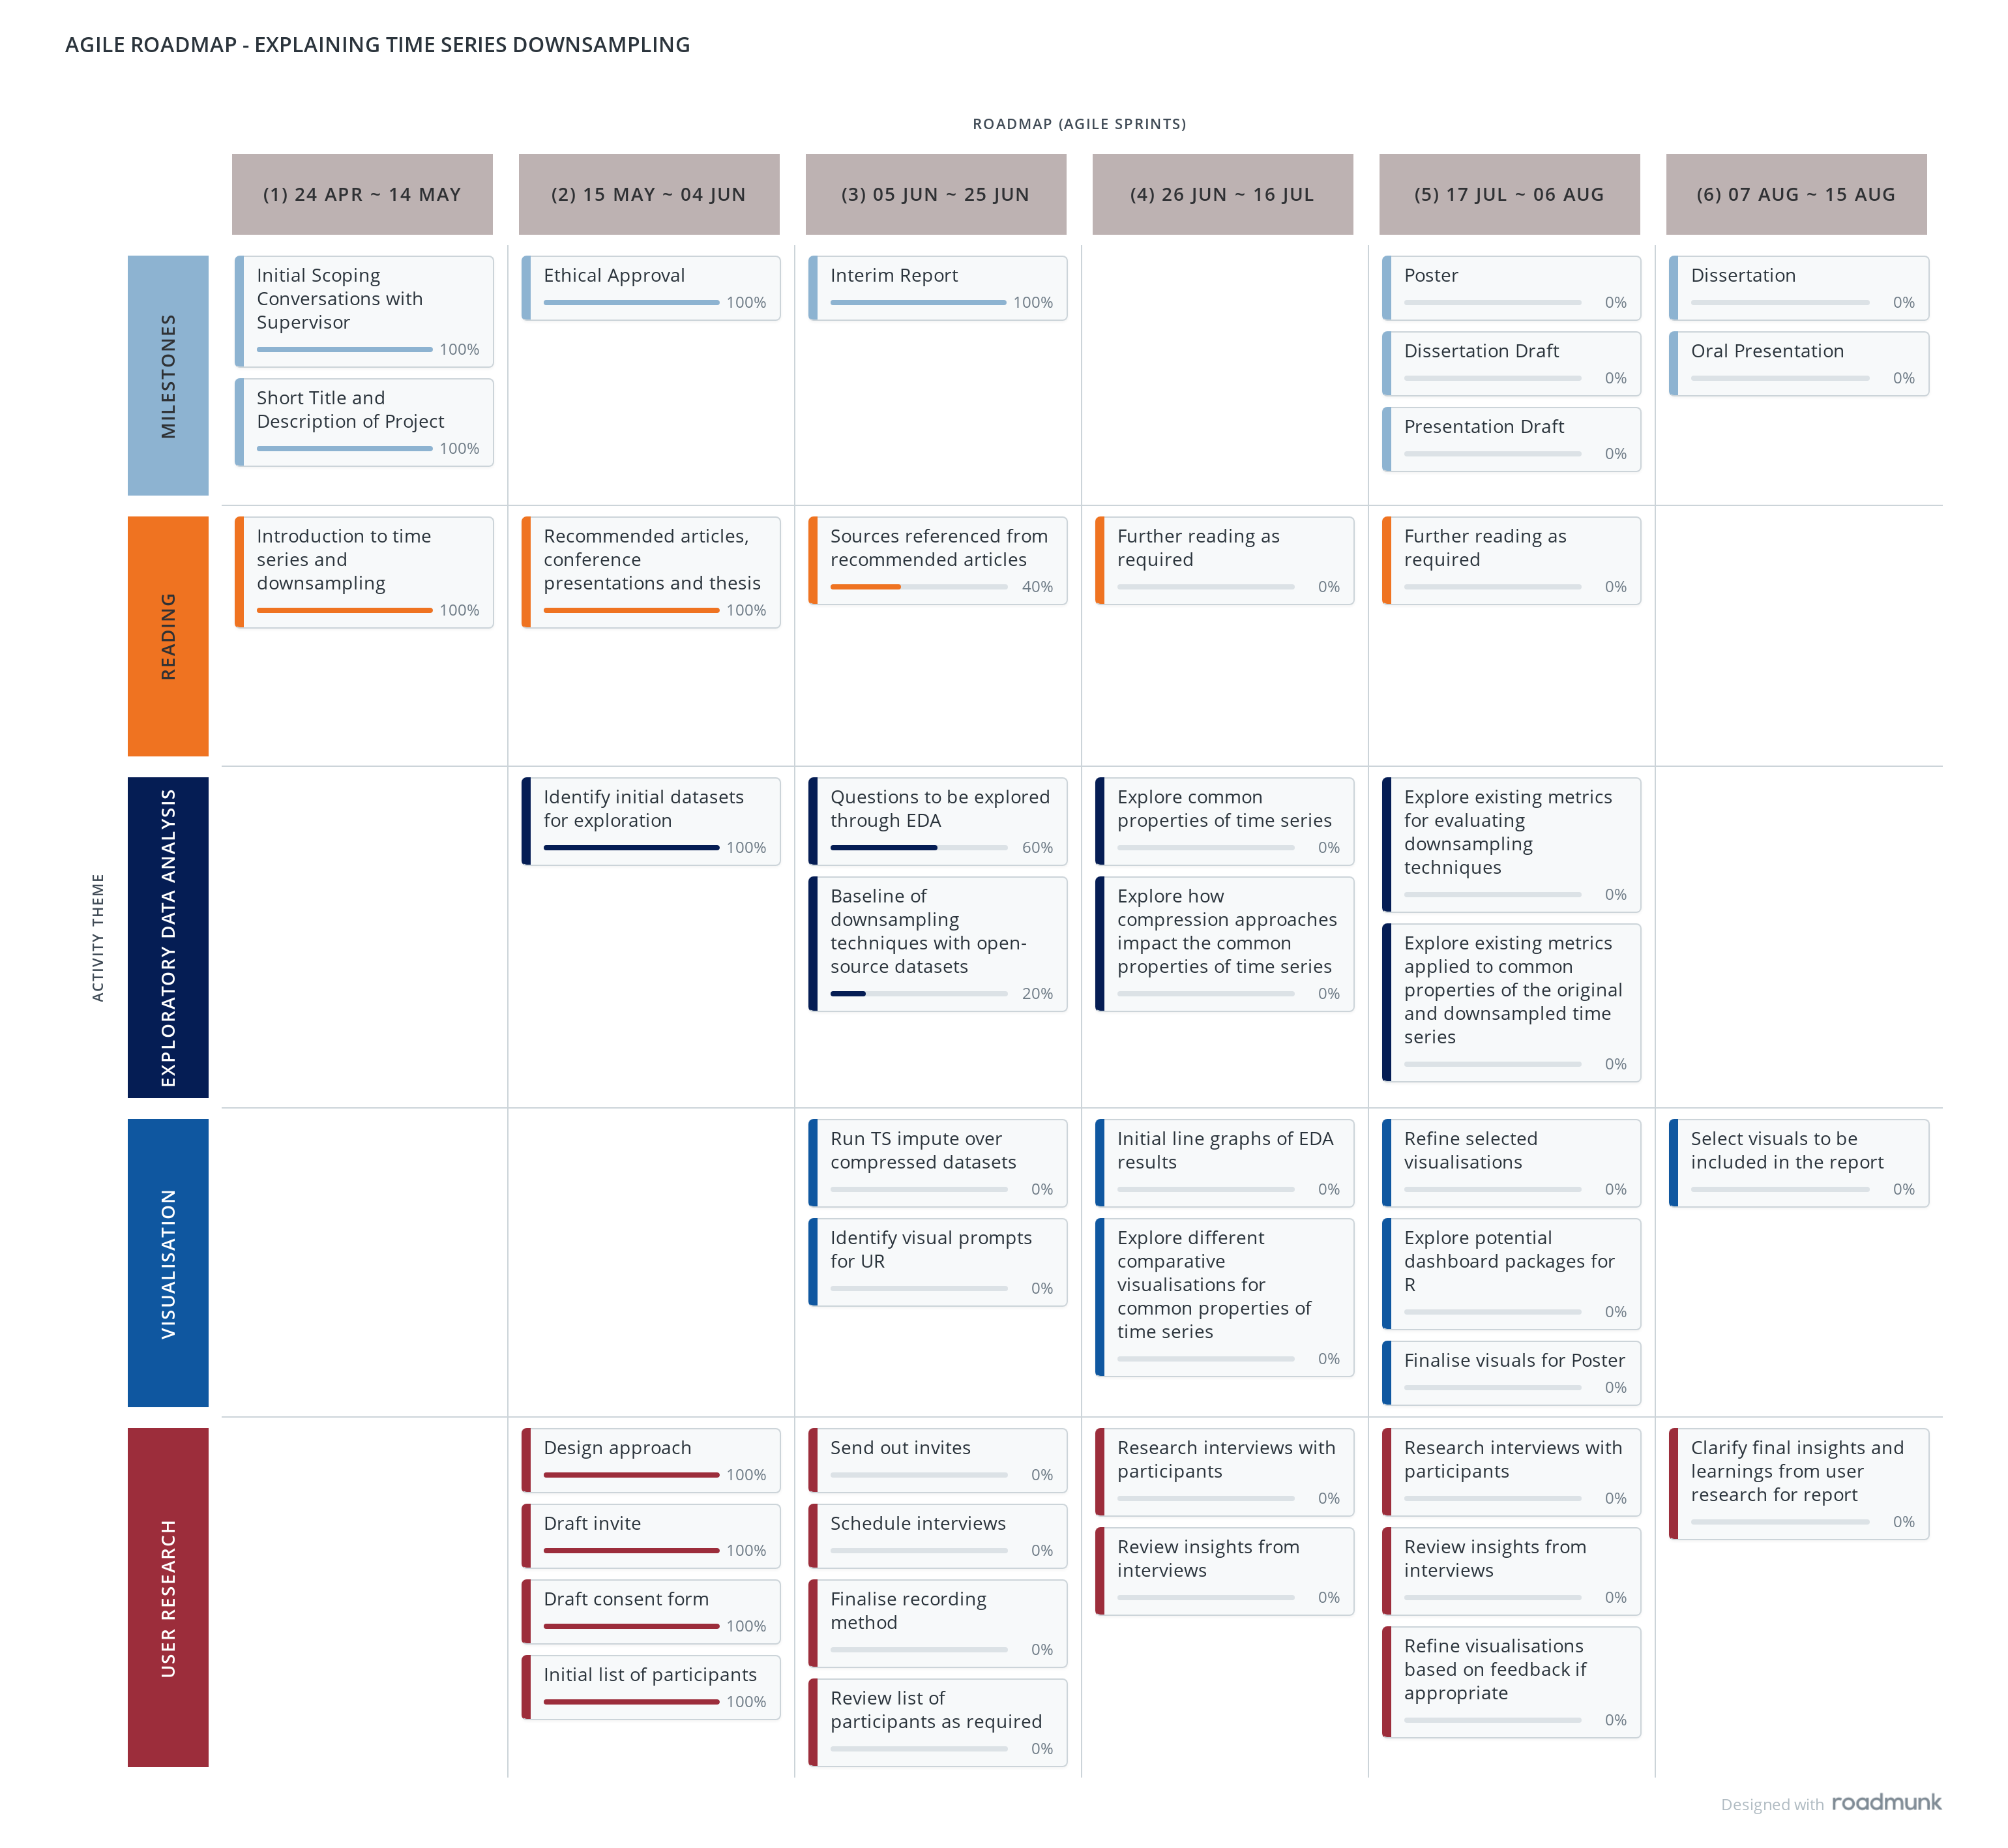 AGILE ROADMAP - EXPLAINING TIME SERIES DOWNSAMPLING
ROADMAP (AGILE SPRINTS)
(1) 24 APR ~ 14 MAY
(2) 15 MAY ~ 04 JUN
(3) 05 JUN ~ 25 JUN
(4) 26 JUN ~ 16 JUL
(5) 17 JUL ~ 06 AUG
(6) 07 AUG ~ 15 AUG
ACTIVITY THEME
MILESTONES
Initial Scoping
Conversations with
Supervisor
100%
Short Title and
Description of Project
100%
Ethical Approval
100%
Interim Report
100%
Poster
0%
Dissertation Draft
0%
Presentation Draft
0%
Dissertation
0%
Oral Presentation
0%
READING
Introduction to time
series and
downsampling
100%
Recommended articles,
conference
presentations and thesis
100%
Sources referenced from
recommended articles
40%
Further reading as
required
0%
Further reading as
required
0%
EXPLORATORY DATA ANALYSIS
Identify initial datasets
for exploration
100%
Questions to be explored
through EDA
60%
Baseline of
downsampling
techniques with open-
source datasets
20%
Explore common
properties of time series
0%
Explore how
compression approaches
impact the common
properties of time series
0%
Explore existing metrics
for evaluating
downsampling
techniques
0%
Explore existing metrics
applied to common
properties of the original
and downsampled time
series
0%
VISUALISATION
Run TS impute over
compressed datasets
0%
Identify visual prompts
for UR
0%
Initial line graphs of EDA
results
0%
Explore different
comparative
visualisations for
common properties of
time series
0%
Refine selected
visualisations
0%
Explore potential
dashboard packages for
R
0%
Finalise visuals for Poster
0%
Select visuals to be
included in the report
0%
USER RESEARCH
Design approach
100%
Draft invite
100%
Draft consent form
100%
Initial list of participants
100%
Send out invites
0%
Schedule interviews
0%
Finalise recording
method
0%
Review list of
participants as required
0%
Research interviews with
participants
0%
Review insights from
interviews
0%
Research interviews with
participants
0%
Review insights from
interviews
0%
Refine visualisations
based on feedback if
appropriate
0%
Clarify final insights and
learnings from user
research for report
0%
Designed with roadmunk